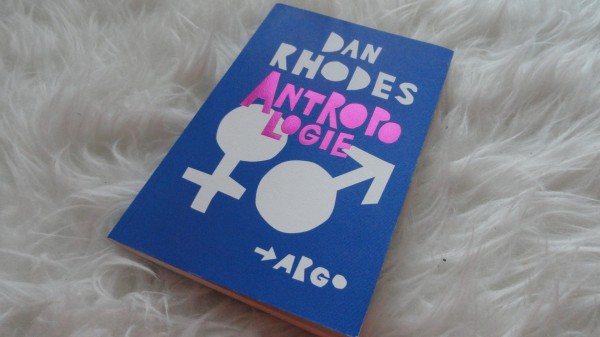 DAN
RHODES
ANTROPO
LOGIE
ARGO